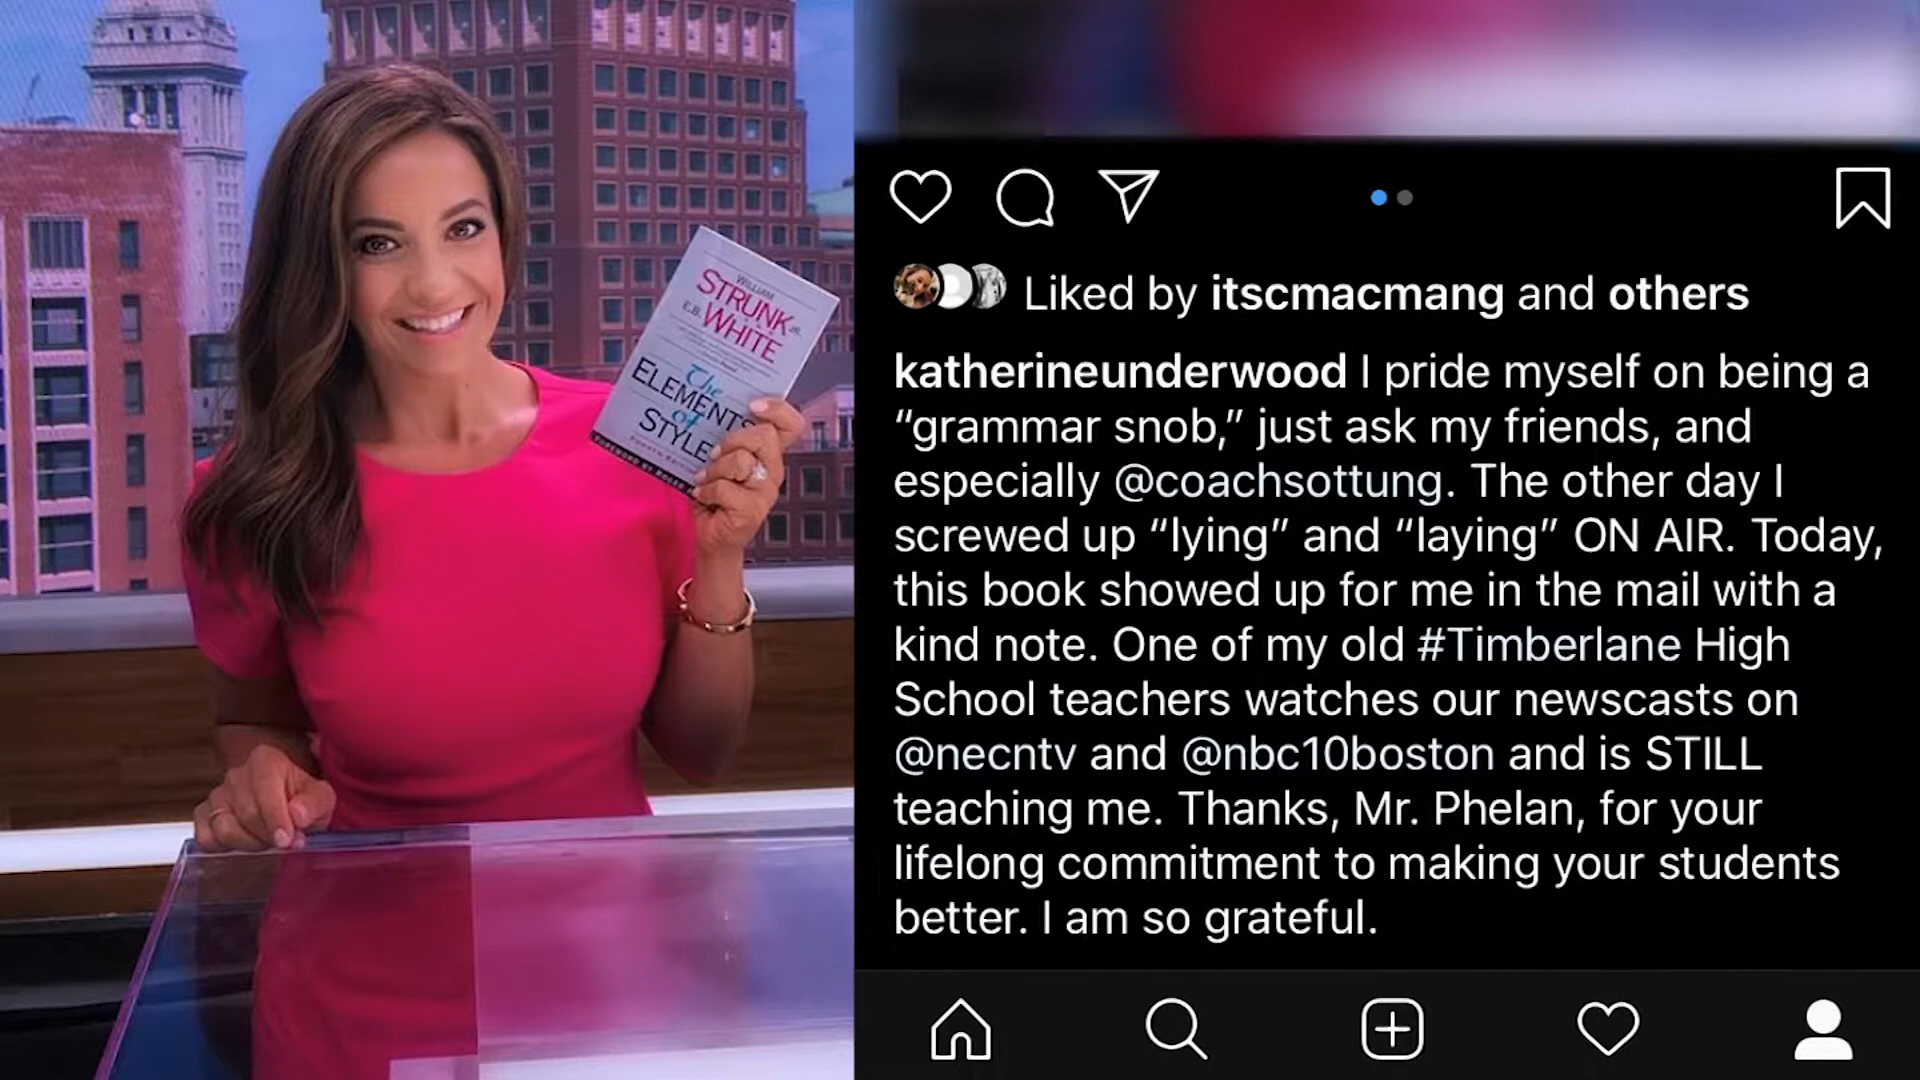 WILLIAM
STRUNK JR.
E.B. WHITE
The
ELEMENTS
of
STYLE
FOREWORD BY ROGER
Liked by itscmacmang and others
katherineunderwood I pride myself on being a
“grammar snob,” just ask my friends, and
especially @coachsottung. The other day I
screwed up “lying” and “laying” ON AIR. Today,
this book showed up for me in the mail with a
kind note. One of my old #Timberlane High
School teachers watches our newscasts on
@necntv and @nbc10boston and is STILL
teaching me. Thanks, Mr. Phelan, for your
lifelong commitment to making your students
better. I am so grateful.